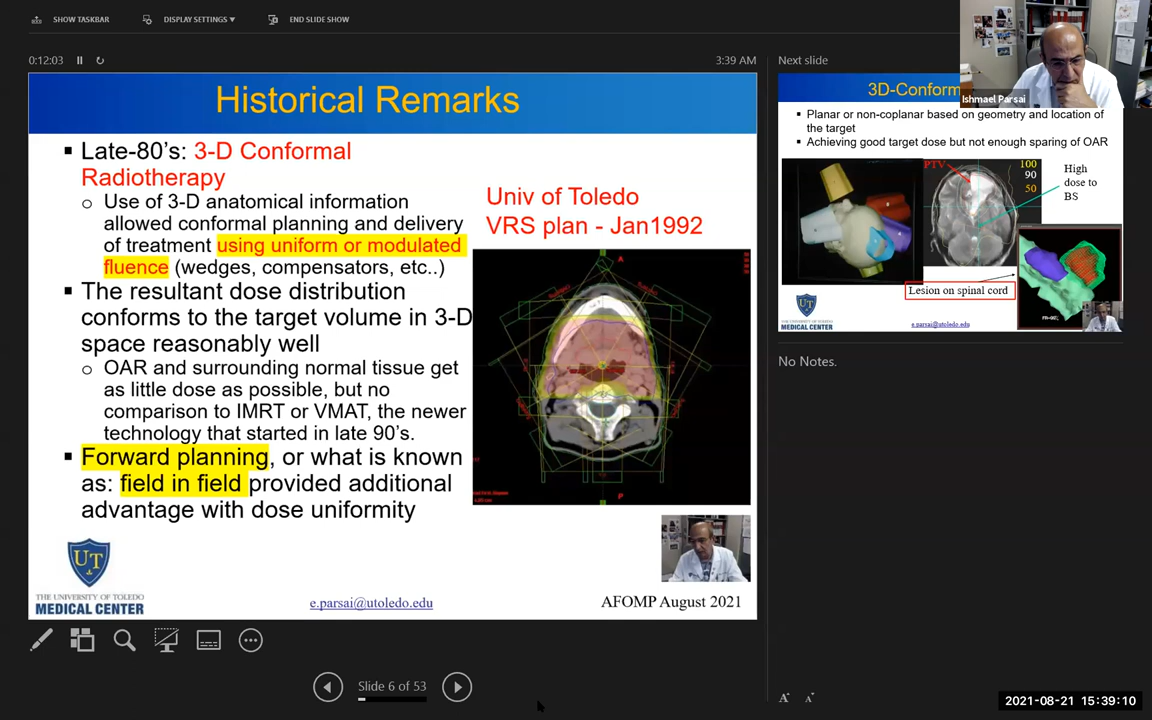 SHOW TASKBAR
DISPLAY SETTINGS ▼
END SLIDE SHOW
0:12:03
3:39 AM
Historical Remarks
▪ Late-80's: 3-D Conformal
Radiotherapy
o Use of 3-D anatomical information
allowed conformal planning and delivery
of treatment using uniform or modulated
fluence (wedges, compensators, etc..)
▪ The resultant dose distribution
conforms to the target volume in 3-D
space reasonably well
o OAR and surrounding normal tissue get
as little dose as possible, but no
comparison to IMRT or VMAT, the newer
technology that started in late 90's.
▪ Forward planning, or what is known
as: field in field provided additional
advantage with dose uniformity
Univ of Toledo
VRS plan - Jan1992
A
P
UT
THE UNIVERSITY OF TOLEDO
MEDICAL CENTER
e.parsai@utoledo.edu
AFOMP August 2021
Slide 6 of 53
Next slide
Ishmael Parsai
3D-Conform
▪ Planar or non-coplanar based on geometry and location of
the target
▪ Achieving good target dose but not enough sparing of OAR
PTV
100
90
50
High
dose to
BS
Lesion on spinal cord
UT
MEDICAL CENTER
e.parsai@utoledo.edu
No Notes.
A
A
2021-08-21 15:39:10